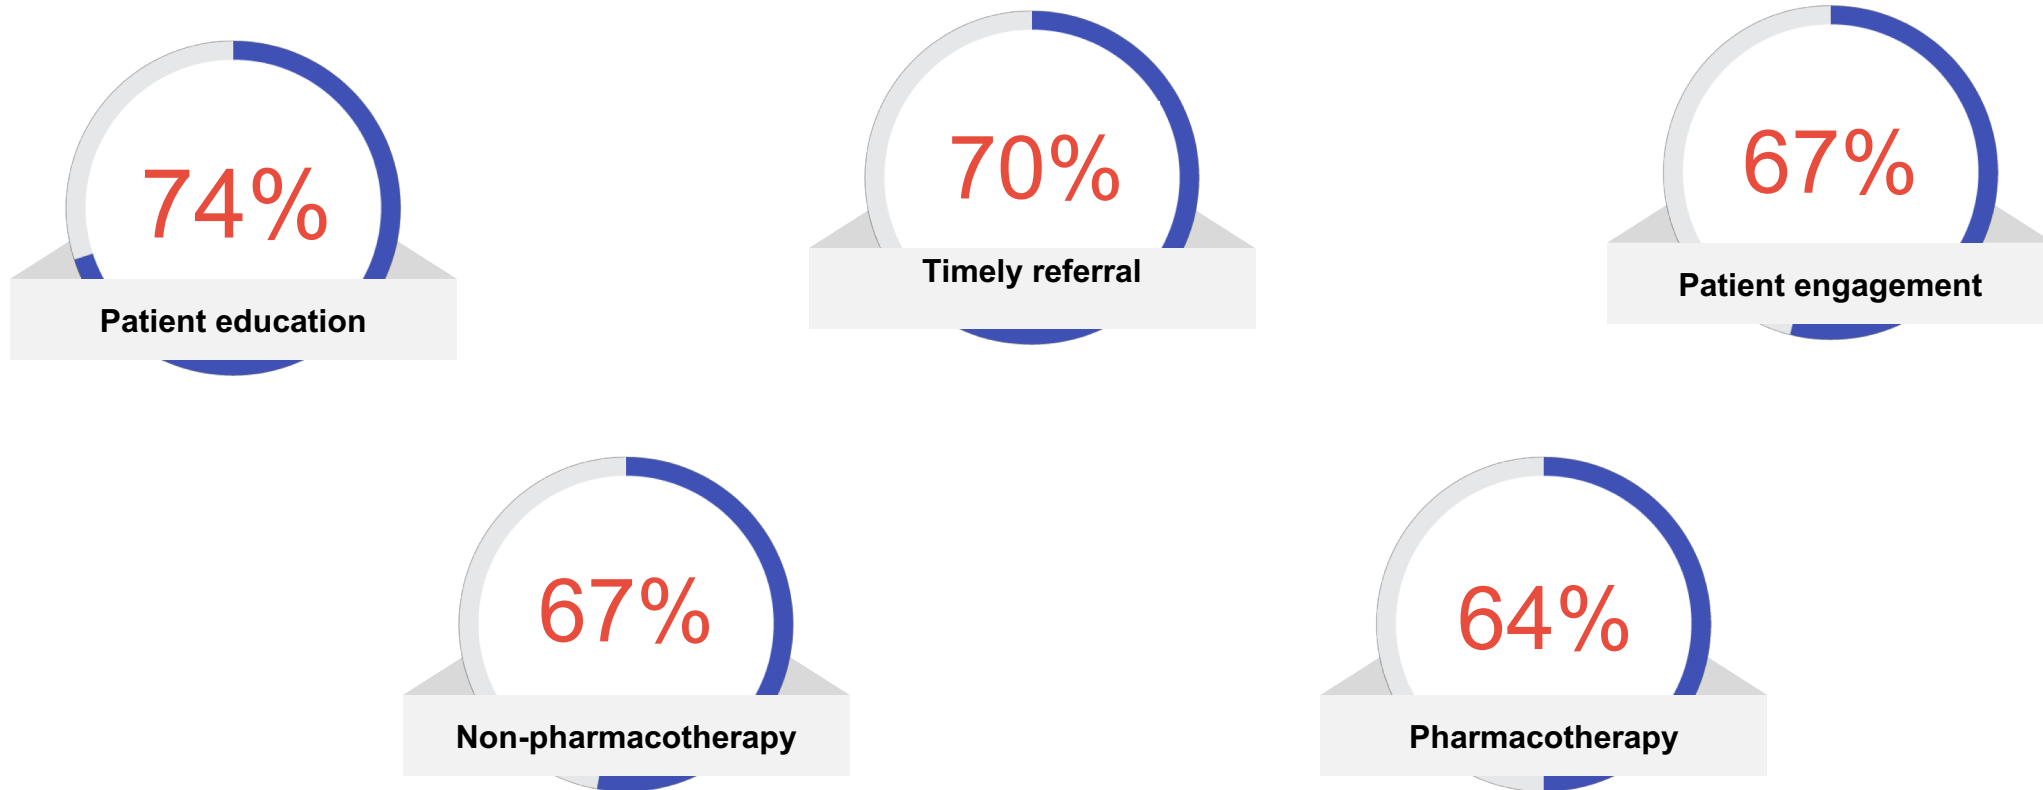 74%
Patient education
70%
Timely referral
67%
Patient engagement
67%
Non-pharmacotherapy
64%
Pharmacotherapy